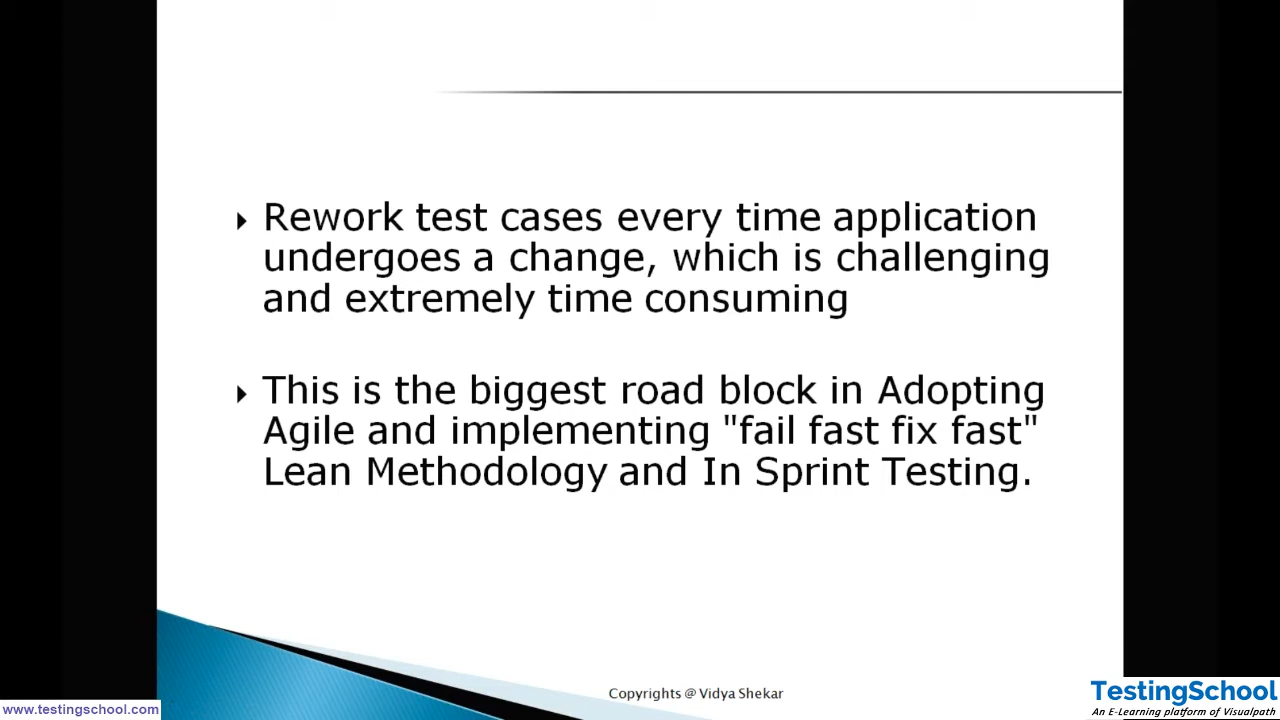 Rework test cases every time application
undergoes a change, which is challenging
and extremely time consuming
This is the biggest road block in Adopting
Agile and implementing "fail fast fix fast"
Lean Methodology and In Sprint Testing.
Copyrights @ Vidya Shekar
www.testingschool.com
TestingSchool
An E-Learning platform of Visualpath